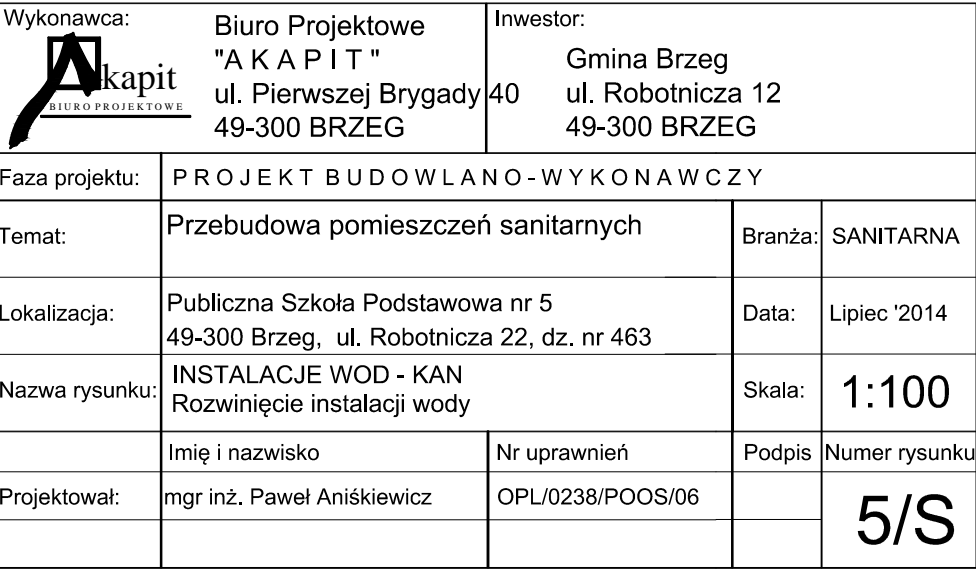 Wykonawca:
Akapit
BIURO PROJEKTOWE
Biuro Projektowe
"A K A P I T "
ul. Pierwszej Brygady 40
49-300 BRZEG
Inwestor:
Gmina Brzeg
ul. Robotnicza 12
49-300 BRZEG
Faza projektu: P R O J E K T B U D O W L A N O - W Y K O N A W C Z Y
Temat: Przebudowa pomieszczeń sanitarnych
Branża: SANITARNA
Lokalizacja:
Publiczna Szkoła Podstawowa nr 5
49-300 Brzeg, ul. Robotnicza 22, dz. nr 463
Data: Lipiec '2014
Nazwa rysunku:
INSTALACJE WOD - KAN
Rozwinięcie instalacji wody
Skala: 1:100
Imię i nazwisko Nr uprawnień Podpis Numer rysunku
Projektował: mgr inż. Paweł Aniśkiewicz OPL/0238/POOS/06
5/S